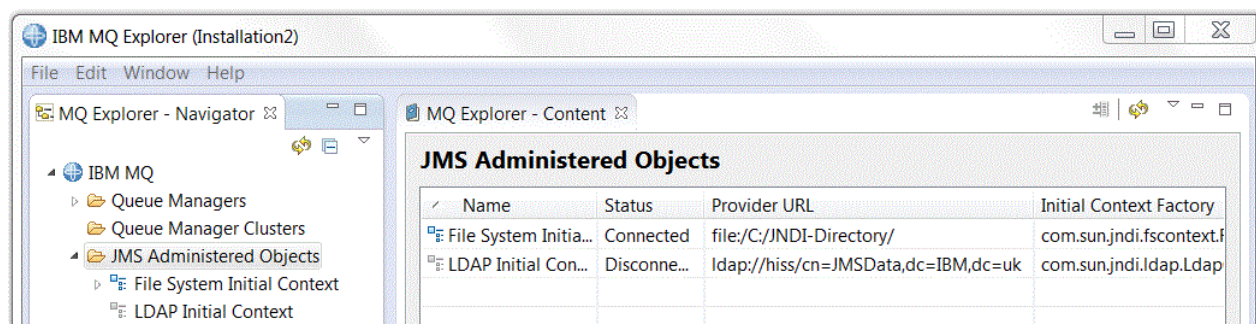 IBM MQ Explorer (Installation2)
File Edit Window Help
MQ Explorer - Navigator
IBM MQ
Queue Managers
Queue Manager Clusters
JMS Administered Objects
File System Initial Context
LDAP Initial Context
MQ Explorer - Content
JMS Administered Objects
Name Status Provider URL Initial Context Factory
File System Initia... Connected file:/C:/JNDI-Directory/ com.sun.jndi.fscontext.F
LDAP Initial Con... Disconne... ldap://hiss/cn=JMSData,dc=IBM,dc=uk com.sun.jndi.ldap.Ldap